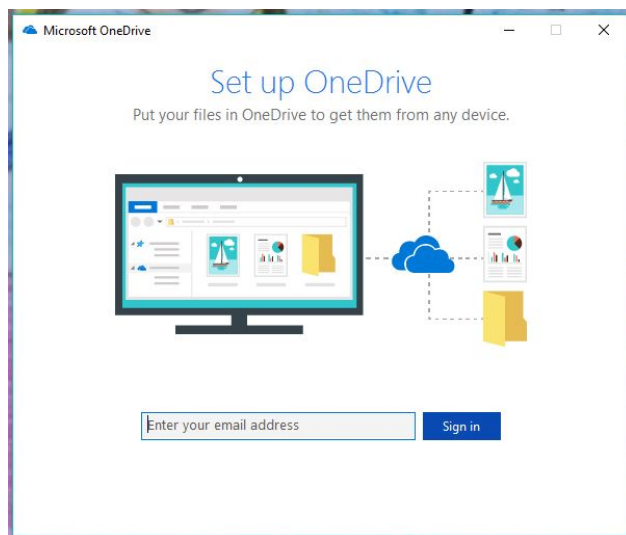 Microsoft OneDrive
Set up OneDrive
Put your files in OneDrive to get them from any device.
Enter your email address
Sign in